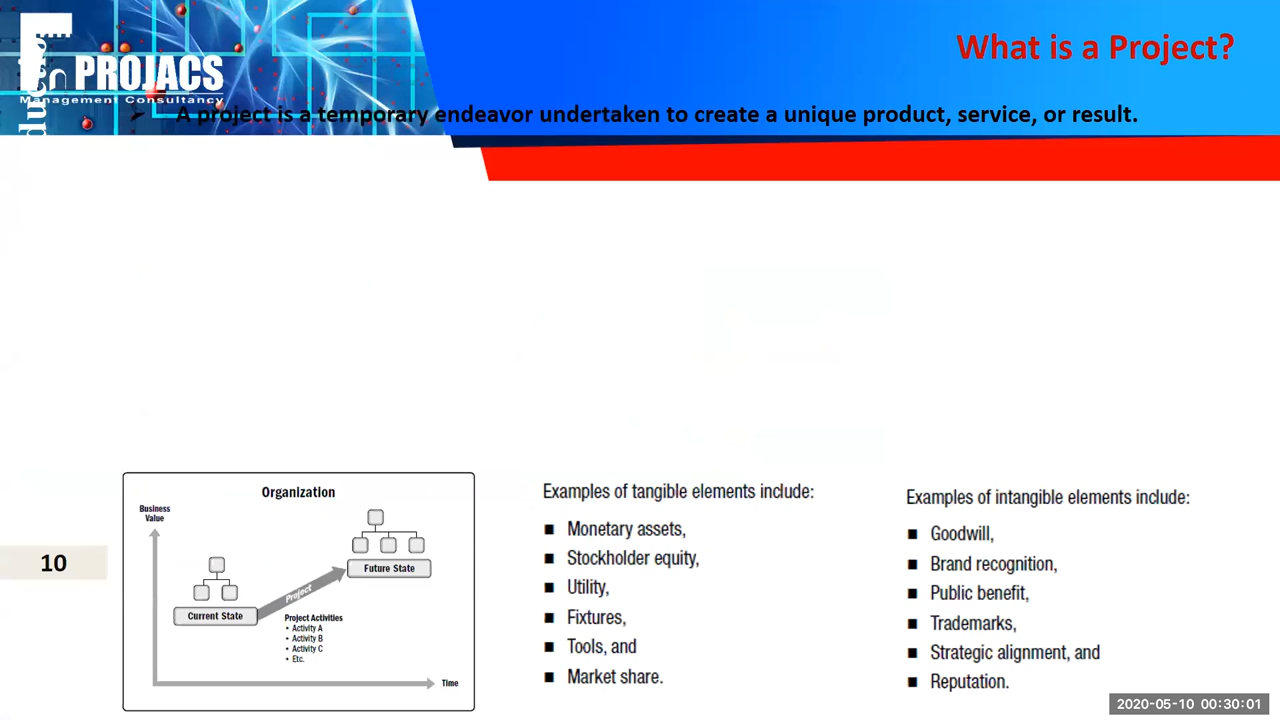 What is a Project?
PROJACS
Management Consultancy
➢ A project is a temporary endeavor undertaken to create a unique product, service, or result.
10
Organization
Business
Value
Future State
Current State
Project
Project Activities
• Activity A
• Activity B
• Activity C
• Etc.
Time
Examples of tangible elements include:
■ Monetary assets,
■ Stockholder equity,
■ Utility,
■ Fixtures,
■ Tools, and
■ Market share.
Examples of intangible elements include:
■ Goodwill,
■ Brand recognition,
■ Public benefit,
■ Trademarks,
■ Strategic alignment, and
■ Reputation.
2020-05-10 00:30:01